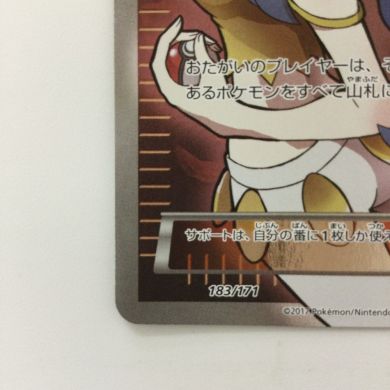 おたがいのプレイヤーは、そ
あるポケモンをすべて山札に
サポートは、自分の番に1枚しか使え
183/171
©2017 Pokémon/Nintendo